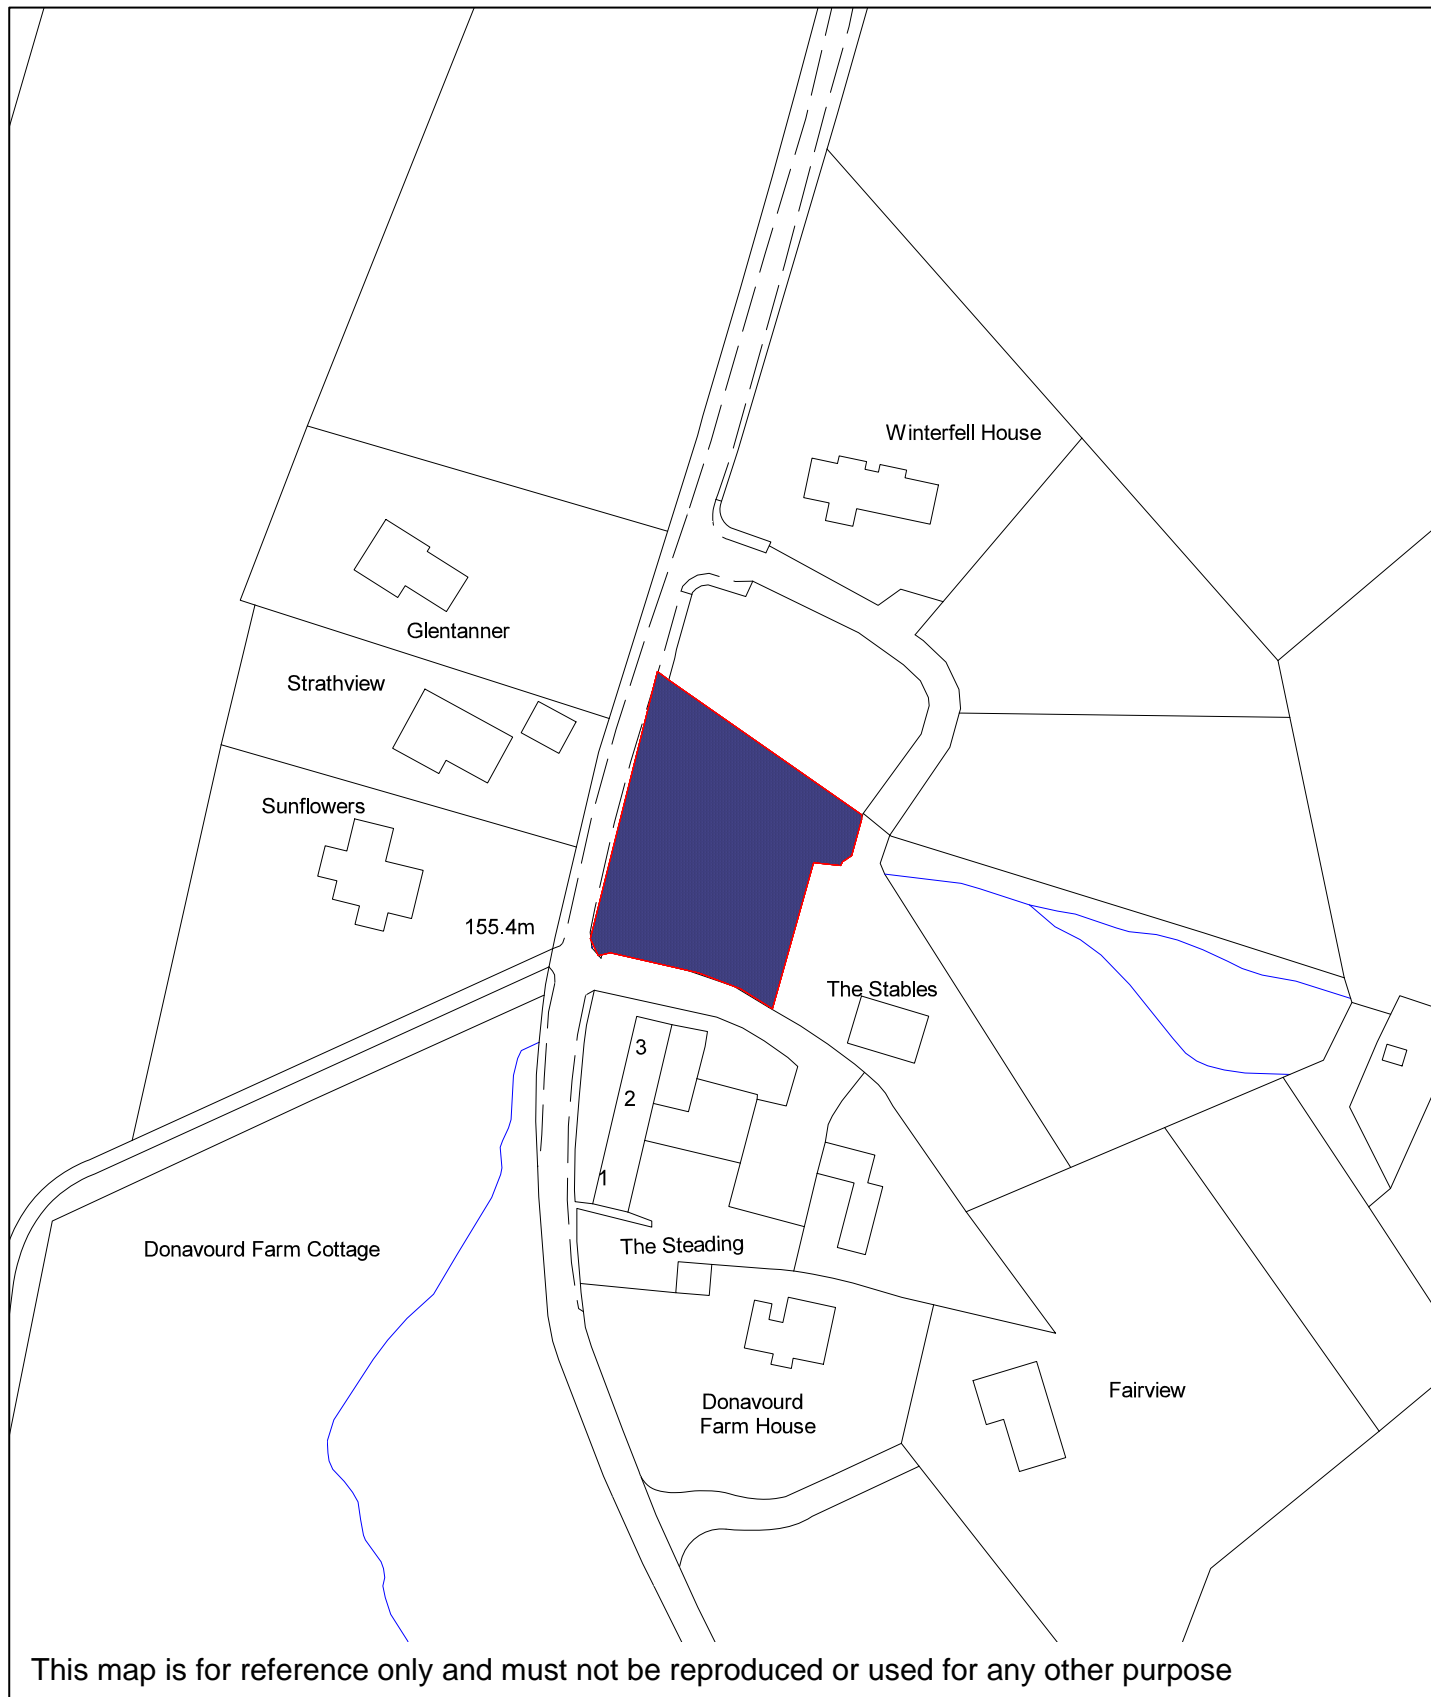 Winterfell House
Glentanner
Strathview
Sunflowers
155.4m
The Stables
3
2
1
The Steading
Donavourd Farm Cottage
Donavourd
Farm House
Fairview
This map is for reference only and must not be reproduced or used for any other purpose